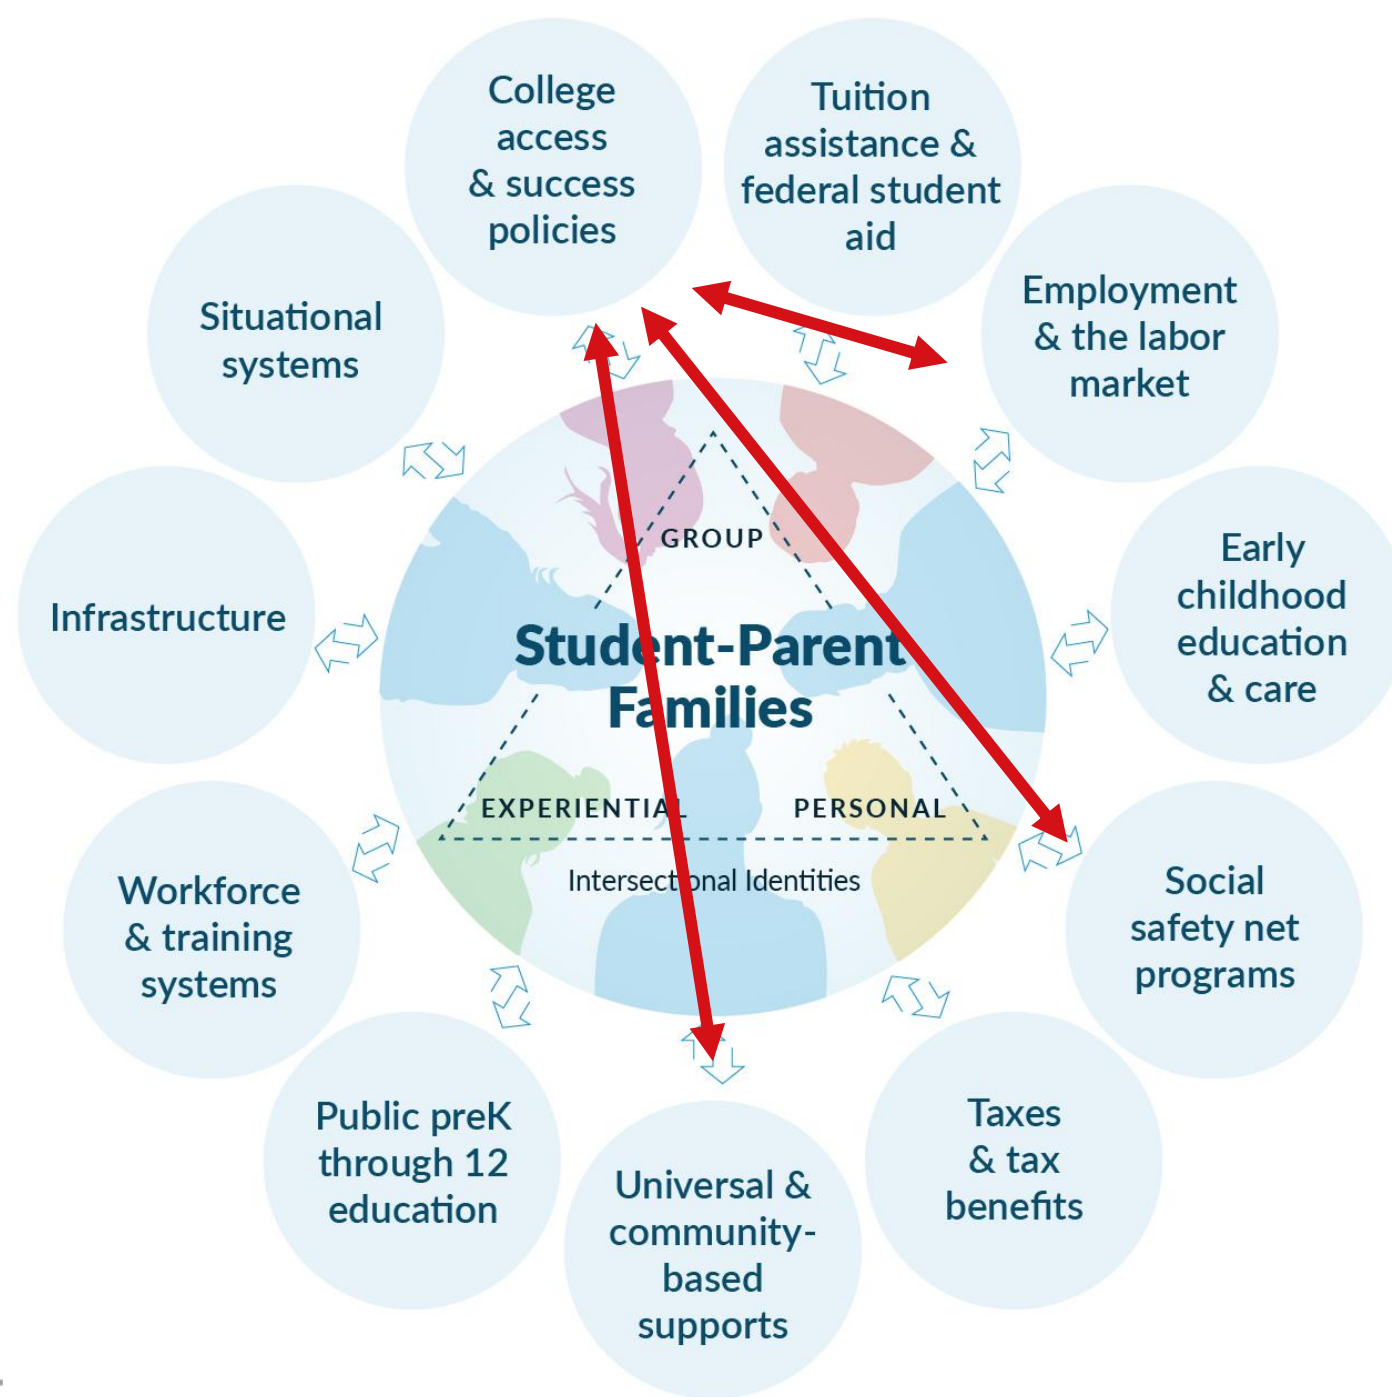 College
access
& success
policies
Tuition
assistance &
federal student
aid
Employment
& the labor
market
Early
childhood
education
& care
Social
safety net
programs
Taxes
& tax
benefits
Universal &
community-
based
supports
Public preK
through 12
education
Workforce
& training
systems
Infrastructure
Situational
systems
GROUP
Student-Parent
Families
EXPERIENTIAL
PERSONAL
Intersectional Identities